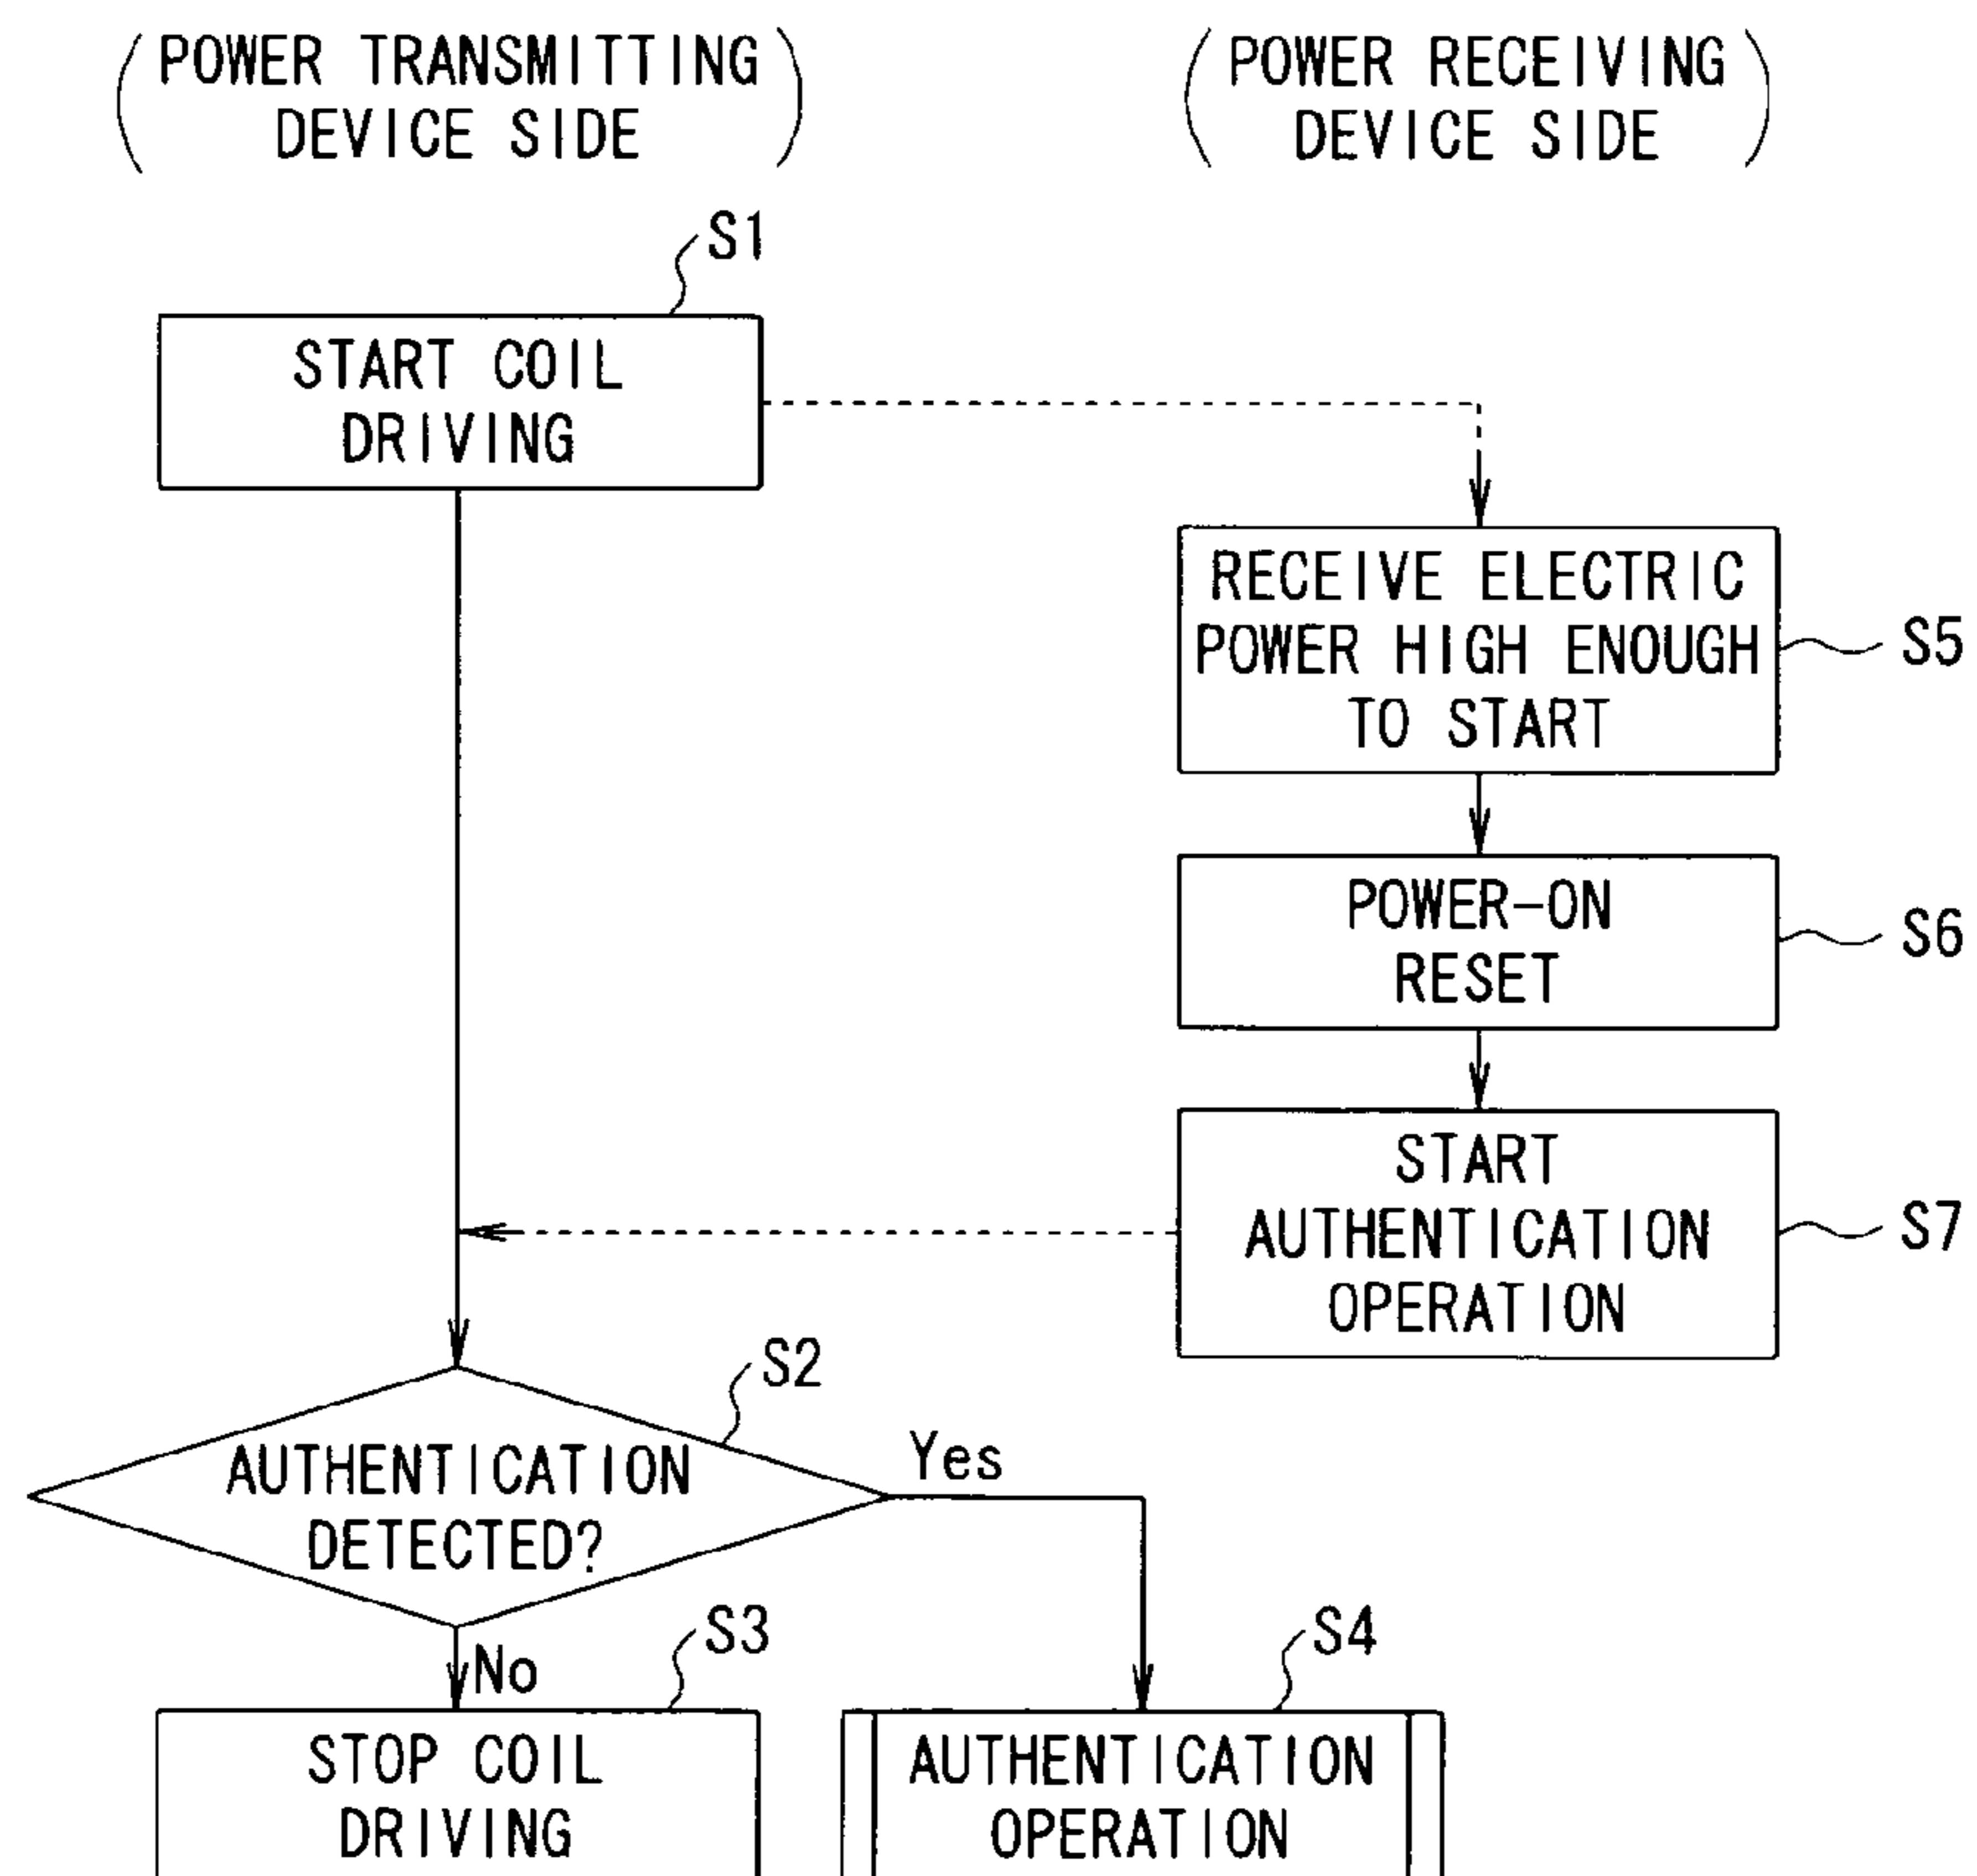 POWER TRANSMITTING
DEVICE SIDE
POWER RECEIVING
DEVICE SIDE
S1
START COIL
DRIVING
RECEIVE ELECTRIC
POWER HIGH ENOUGH
TO START
S5
POWER-ON
RESET
S6
START
AUTHENTICATION
OPERATION
S7
S2
AUTHENTICATION
DETECTED?
Yes
No
S3
STOP COIL
DRIVING
S4
AUTHENTICATION
OPERATION